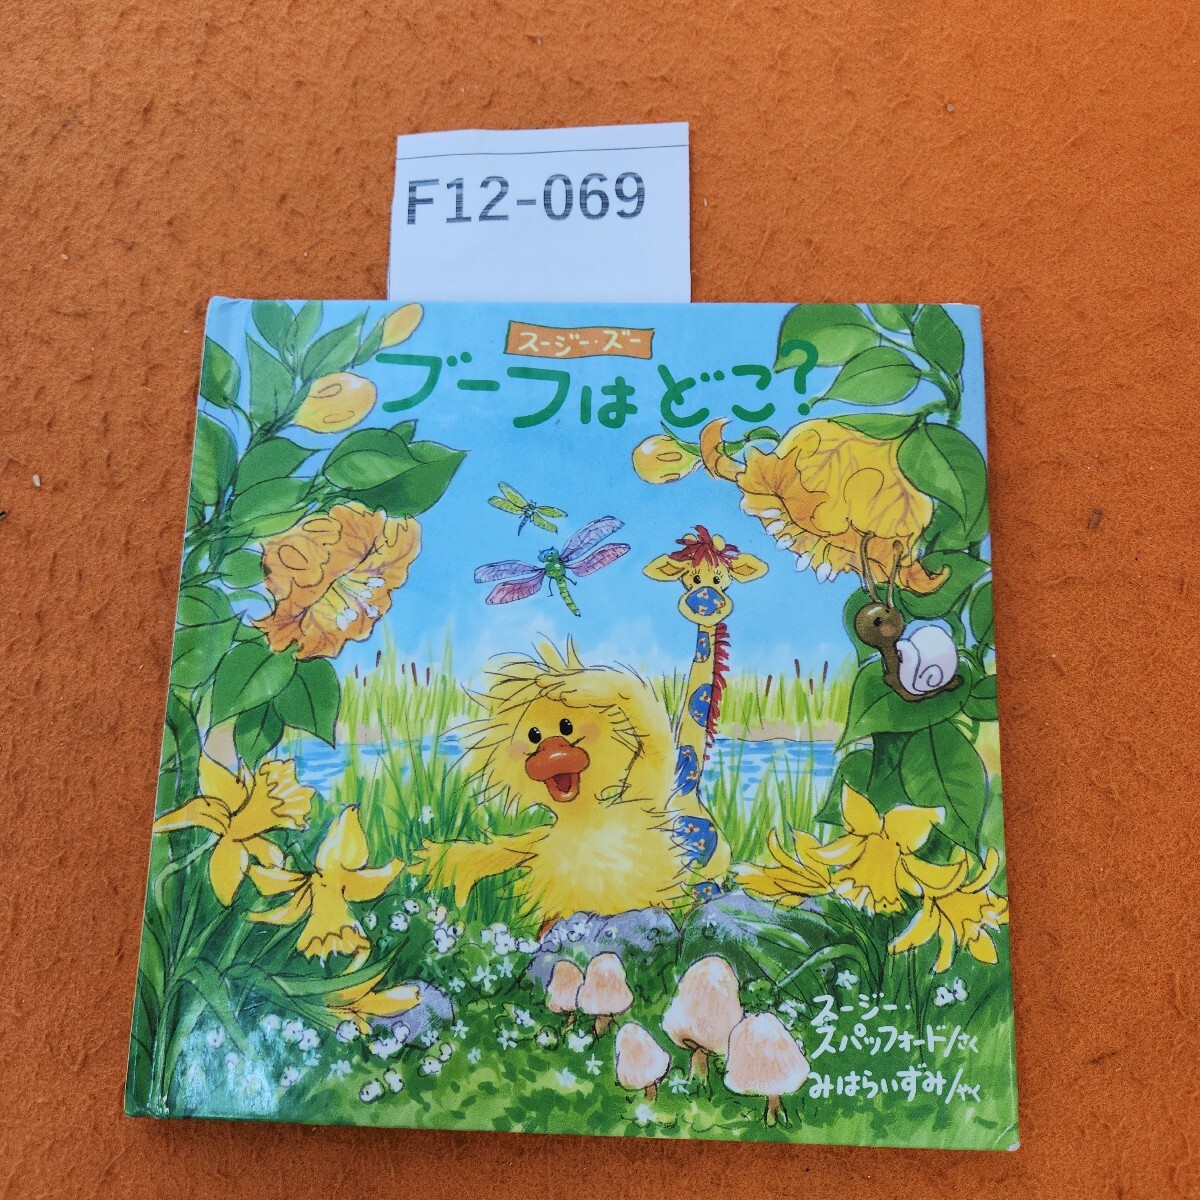 F12-069
スージー・ズー
ブーフは どこ?
スージー・
スパッフォード/さく
みはらいずみ/やく